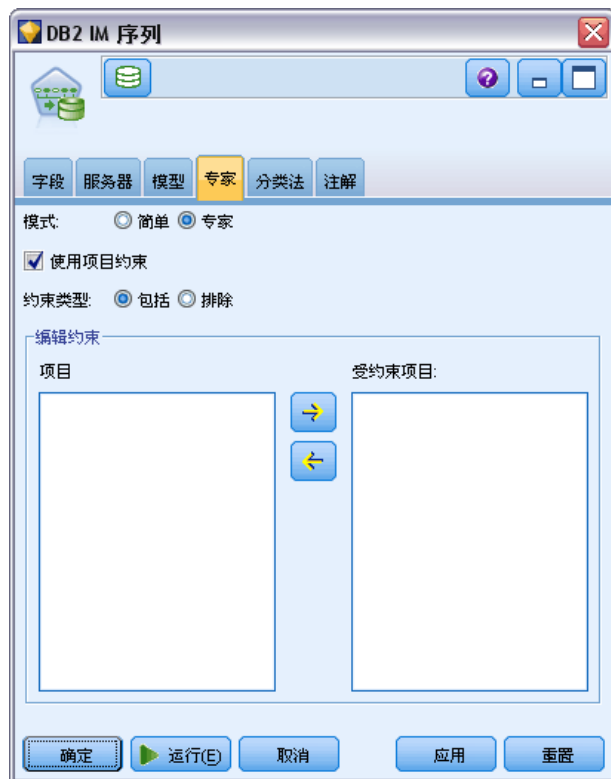 DB2 IM 序列
字段 服务器 模型 专家 分类法 注解
模式: 简单 专家
使用项目约束
约束类型: 包括 排除
编辑约束
项目 受约束项目:
确定 运行(E) 取消 应用 重置